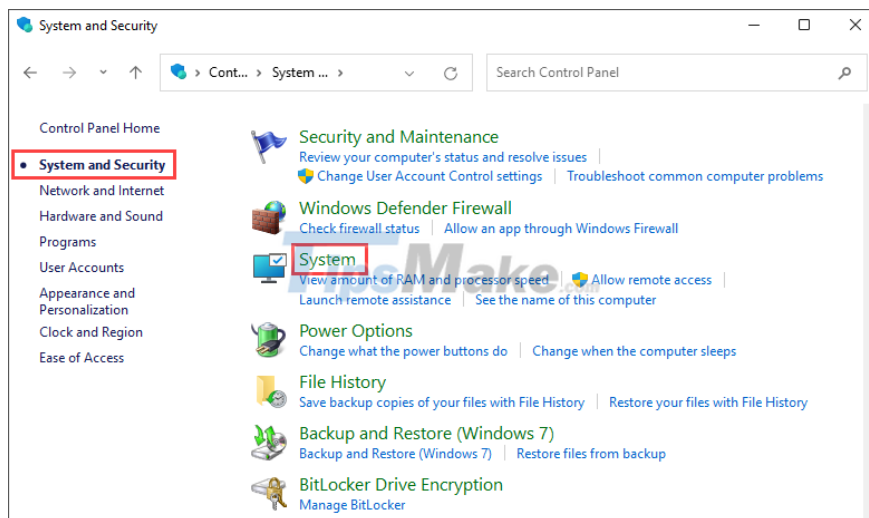 System and Security
Cont... > System ... >
Search Control Panel
Control Panel Home
System and Security
Network and Internet
Hardware and Sound
Programs
User Accounts
Appearance and
Personalization
Clock and Region
Ease of Access
Security and Maintenance
Review your computer's status and resolve issues
Change User Account Control settings
Troubleshoot common computer problems
Windows Defender Firewall
Check firewall status
Allow an app through Windows Firewall
System
View amount of RAM and processor speed
Allow remote access
Launch remote assistance
See the name of this computer
TipsMake.com
Power Options
Change what the power buttons do
Change when the computer sleeps
File History
Save backup copies of your files with File History
Restore your files with File History
Backup and Restore (Windows 7)
Backup and Restore (Windows 7)
Restore files from backup
BitLocker Drive Encryption
Manage BitLocker